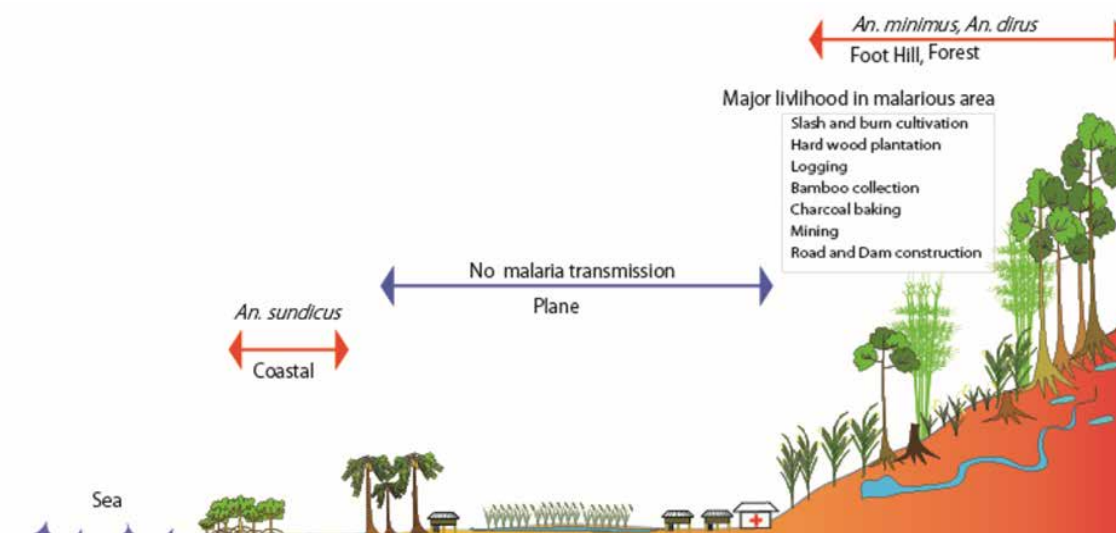 An. minimus, An. dirus
Foot Hill, Forest
Major livlihood in malarious area
Slash and burn cultivation
Hard wood plantation
Logging
Bamboo collection
Charcoal baking
Mining
Road and Dam construction
No malaria transmission
Plane
An. sundicus
Coastal
Sea